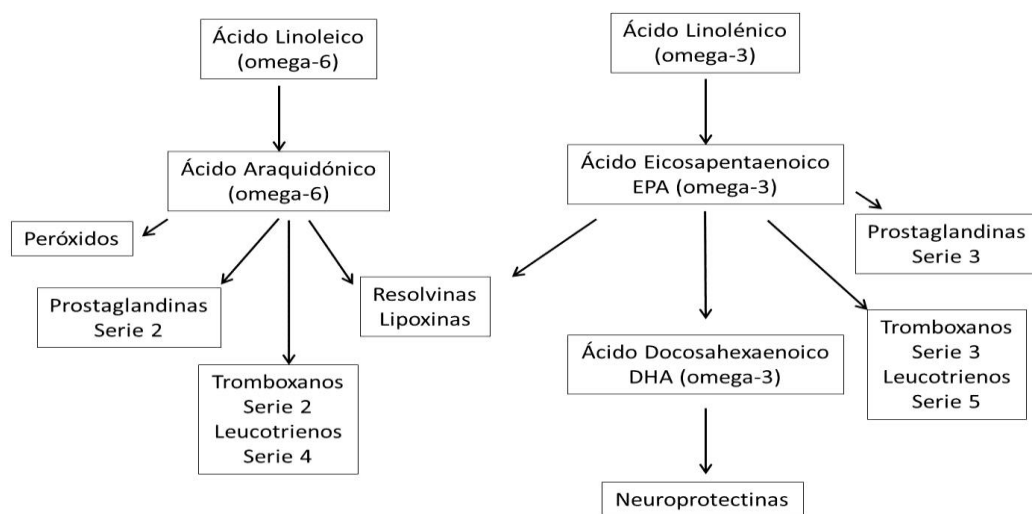 Ácido Linoleico
(omega-6)
Ácido Linolénico
(omega-3)
Ácido Araquidónico
(omega-6)
Ácido Eicosapentaenoico
EPA (omega-3)
Peróxidos
Prostaglandinas
Serie 3
Prostaglandinas
Serie 2
Resolvinas
Lipoxinas
Tromboxanos
Serie 3
Leucotrienos
Serie 5
Ácido Docosahexaenoico
DHA (omega-3)
Tromboxanos
Serie 2
Leucotrienos
Serie 4
Neuroprotectinas